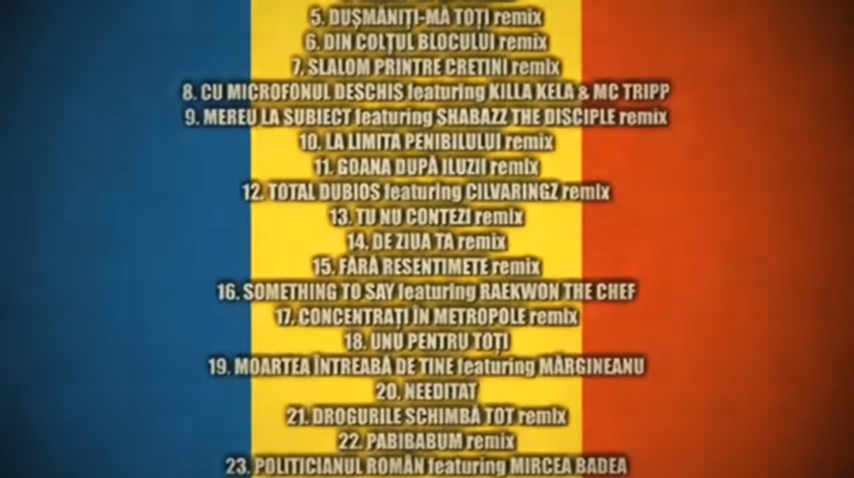 5. DUȘMĂNIȚI-MĂ TOȚI remix
6. DIN COLȚUL BLOCULUI remix
7. SLALOM PRINTRE CRETINI remix
8. CU MICROFONUL DESCHIS featuring KILLA KELA & MC TRIPP
9. MEREU LA SUBIECT featuring SHABAZZ THE DISCIPLE remix
10. LA LIMITA PENIBILULUI remix
11. GOANA DUPĂ ILUZII remix
12. TOTAL DUBIOS featuring CILVARINGZ remix
13. TU NU CONTEZI remix
14. DE ZIUA TA remix
15. FĂRĂ RESENTIMETE remix
16. SOMETHING TO SAY featuring RAEKWON THE CHEF
17. CONCENTRAȚI ÎN METROPOLE remix
18. UNU PENTRU TOȚI
19. MOARTEA ÎNTREABĂ DE TINE featuring MĂRGINEANU
20. NEEDITAT
21. DROGURILE SCHIMBĂ TOT remix
22. PABIBABUM remix
23. POLITICIANUL ROMÂN featuring MIRCEA BADEA